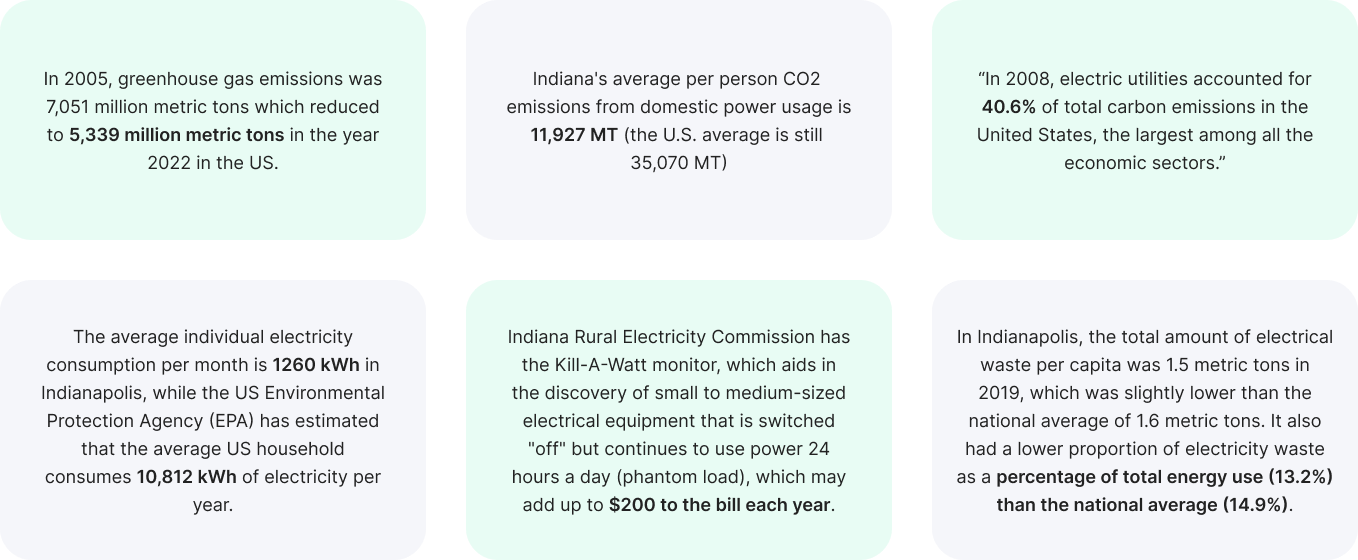 In 2005, greenhouse gas emissions was
7,051 million metric tons which reduced
to 5,339 million metric tons in the year
2022 in the US.
Indiana's average per person CO2
emissions from domestic power usage is
11,927 MT (the U.S. average is still
35,070 MT)
“In 2008, electric utilities accounted for
40.6% of total carbon emissions in the
United States, the largest among all the
economic sectors.”
The average individual electricity
consumption per month is 1260 kWh in
Indianapolis, while the US Environmental
Protection Agency (EPA) has estimated
that the average US household
consumes 10,812 kWh of electricity per
year.
Indiana Rural Electricity Commission has
the Kill-A-Watt monitor, which aids in
the discovery of small to medium-sized
electrical equipment that is switched
"off" but continues to use power 24
hours a day (phantom load), which may
add up to $200 to the bill each year.
In Indianapolis, the total amount of electrical
waste per capita was 1.5 metric tons in
2019, which was slightly lower than the
national average of 1.6 metric tons. It also
had a lower proportion of electricity waste
as a percentage of total energy use (13.2%)
than the national average (14.9%).